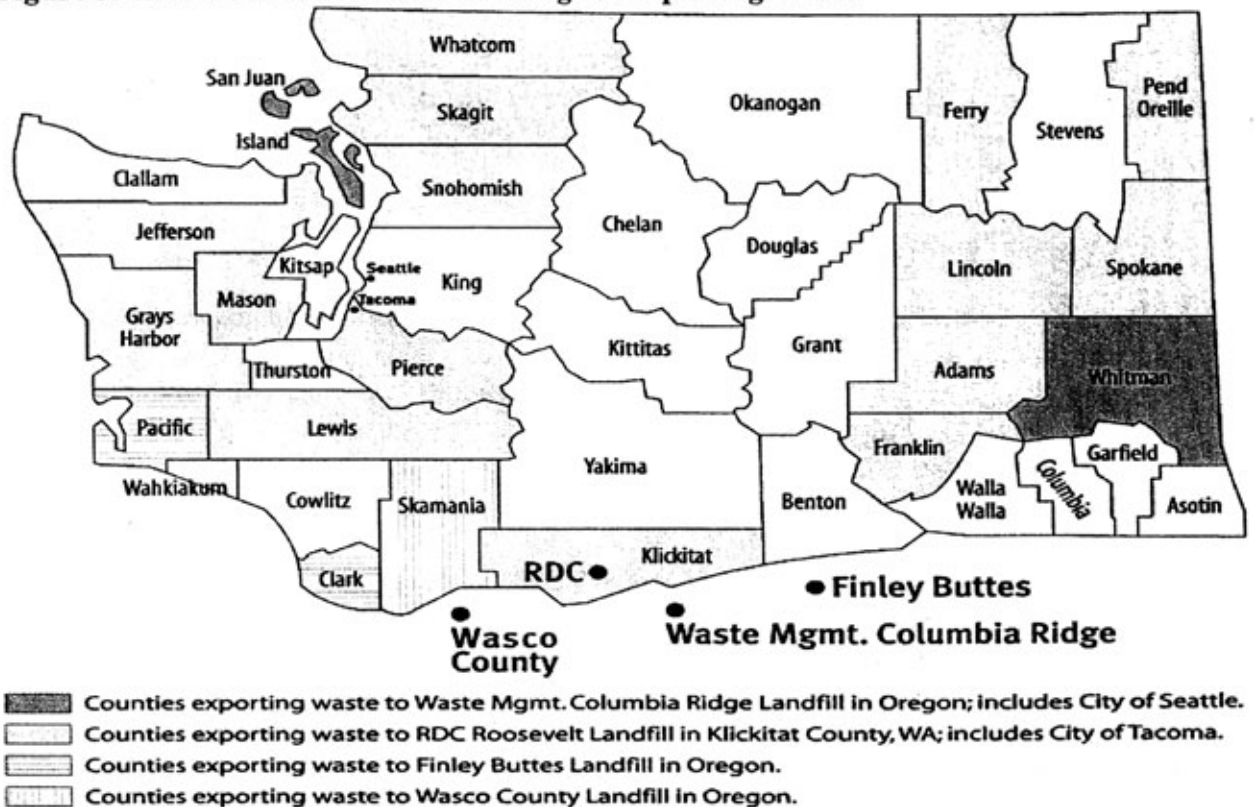 Whatcom
San Juan
Skagit
Okanogan
Ferry
Pend
Oreille
Stevens
Island
Clallam
Snohomish
Chelan
Douglas
Jefferson
Kitsap
Seattle
King
Lincoln
Spokane
Mason
Tacoma
Grays
Harbor
Kittitas
Grant
Thurston
Pierce
Adams
Whitman
Pacific
Lewis
Franklin
Garfield
Yakima
Columbia
Wahkiakum
Cowlitz
Skamania
Benton
Walla
Walla
Asotin
Klickitat
RDC
Clark
Finley Buttes
Wasco
County
Waste Mgmt. Columbia Ridge
Counties exporting waste to Waste Mgmt. Columbia Ridge Landfill in Oregon; includes City of Seattle.
Counties exporting waste to RDC Roosevelt Landfill in Klickitat County, WA; includes City of Tacoma.
Counties exporting waste to Finley Buttes Landfill in Oregon.
Counties exporting waste to Wasco County Landfill in Oregon.